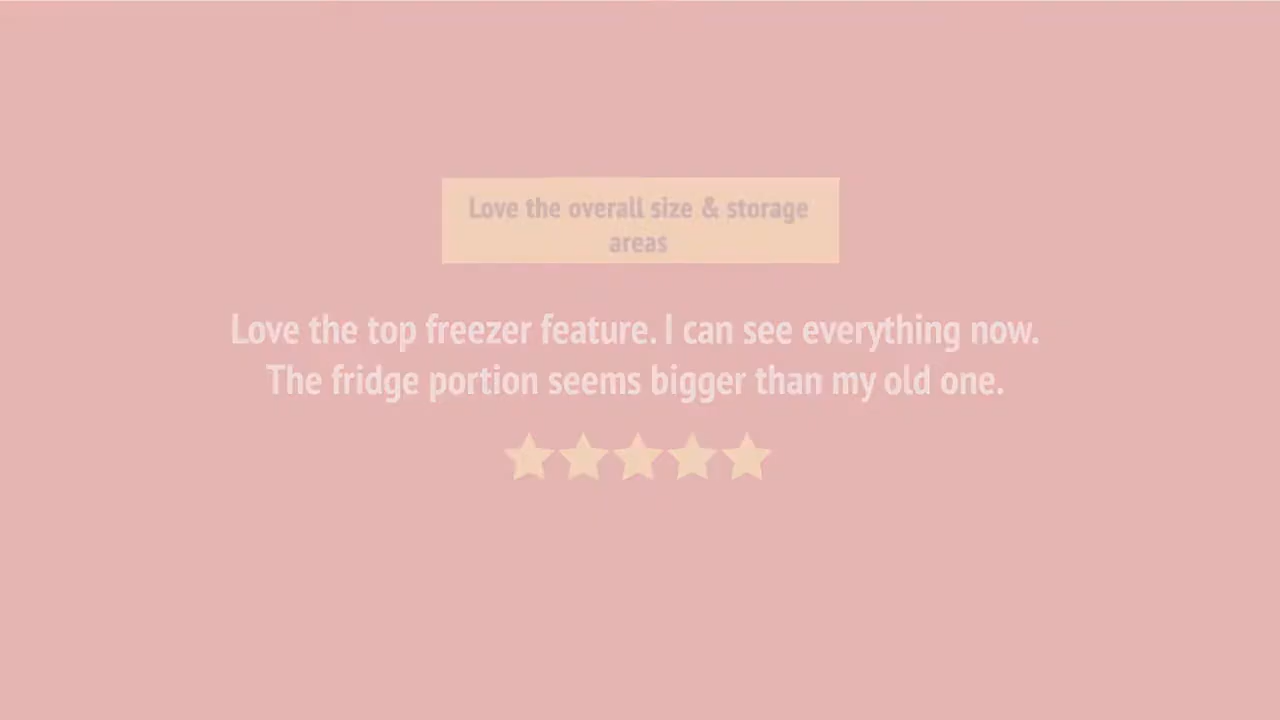 Love the overall size & storage
areas
Love the top freezer feature. I can see everything now.
The fridge portion seems bigger than my old one.